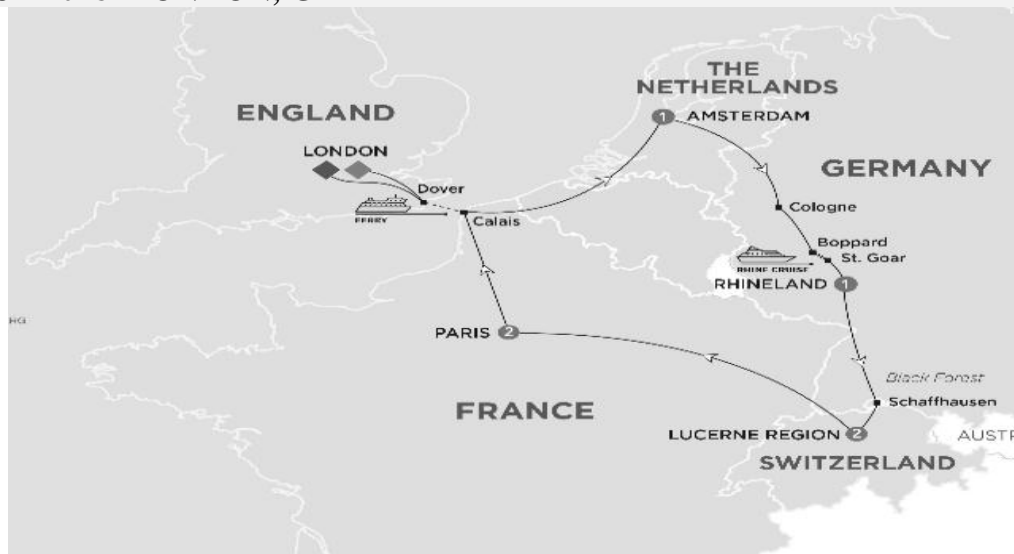 THE
NETHERLANDS
ENGLAND
1 AMSTERDAM
LONDON
GERMANY
Dover
FERRY
Calais
Cologne
Boppard
St. Goar
RHINE CRUISE
RHINELAND 1
PARIS 2
Black Forest
Schaffhausen
FRANCE
LUCERNE REGION 2
AUSTR
SWITZERLAND